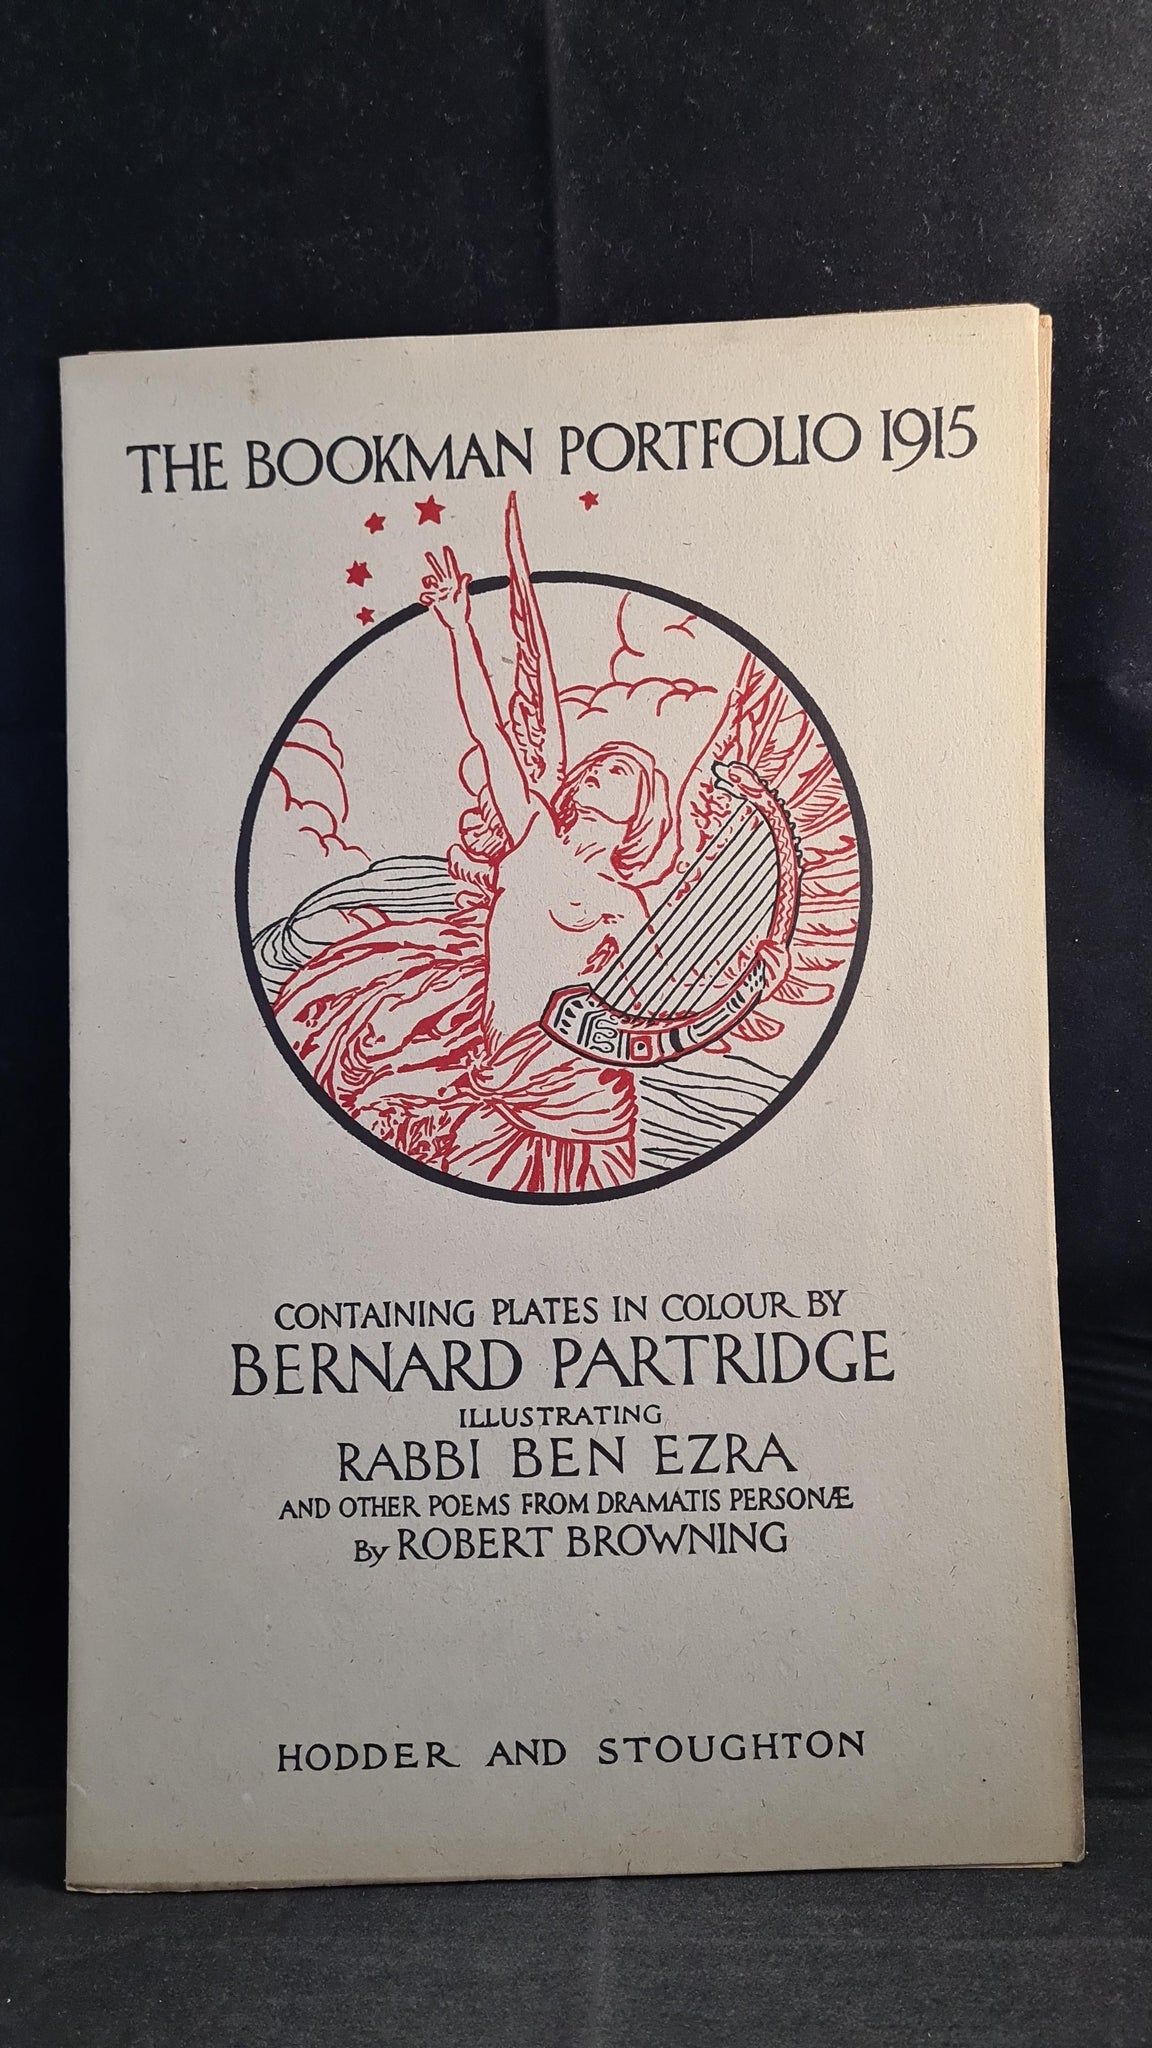 THE BOOKMAN PORTFOLIO 1915
CONTAINING PLATES IN COLOUR BY
BERNARD PARTRIDGE
ILLUSTRATING
RABBI BEN EZRA
AND OTHER POEMS FROM DRAMATIS PERSONÆ
By ROBERT BROWNING
HODDER AND STOUGHTON